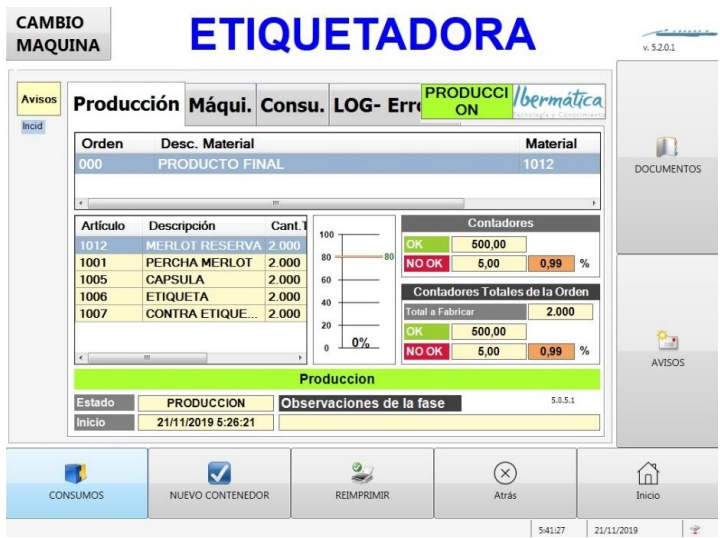 CAMBIO
MAQUINA
ETIQUETADORA
v. 5.2.0.1
Avisos
Incid
Producción Máqui. Consu. LOG- Erro
PRODUCCI
ON
Ibermática
Tecnología y Conocimiento
Orden Desc. Material Material
000 PRODUCTO FINAL 1012
DOCUMENTOS
Artículo Descripción Cant.T
1012 MERLOT RESERVA 2.000
1001 PERCHA MERLOT 2.000
1005 CAPSULA 2.000
1006 ETIQUETA 2.000
1007 CONTRA ETIQUE... 2.000
100
80 80
60
40
20
0 0%
Contadores
OK 500,00
NO OK 5,00 0,99 %
Contadores Totales de la Orden
Total a Fabricar 2.000
OK 500,00
NO OK 5,00 0,99 %
AVISOS
Produccion
Estado PRODUCCION Observaciones de la fase 5.0.5.1
Inicio 21/11/2019 5:26:21
CONSUMOS NUEVO CONTENEDOR REIMPRIMIR Atrás Inicio
5:41:27 21/11/2019